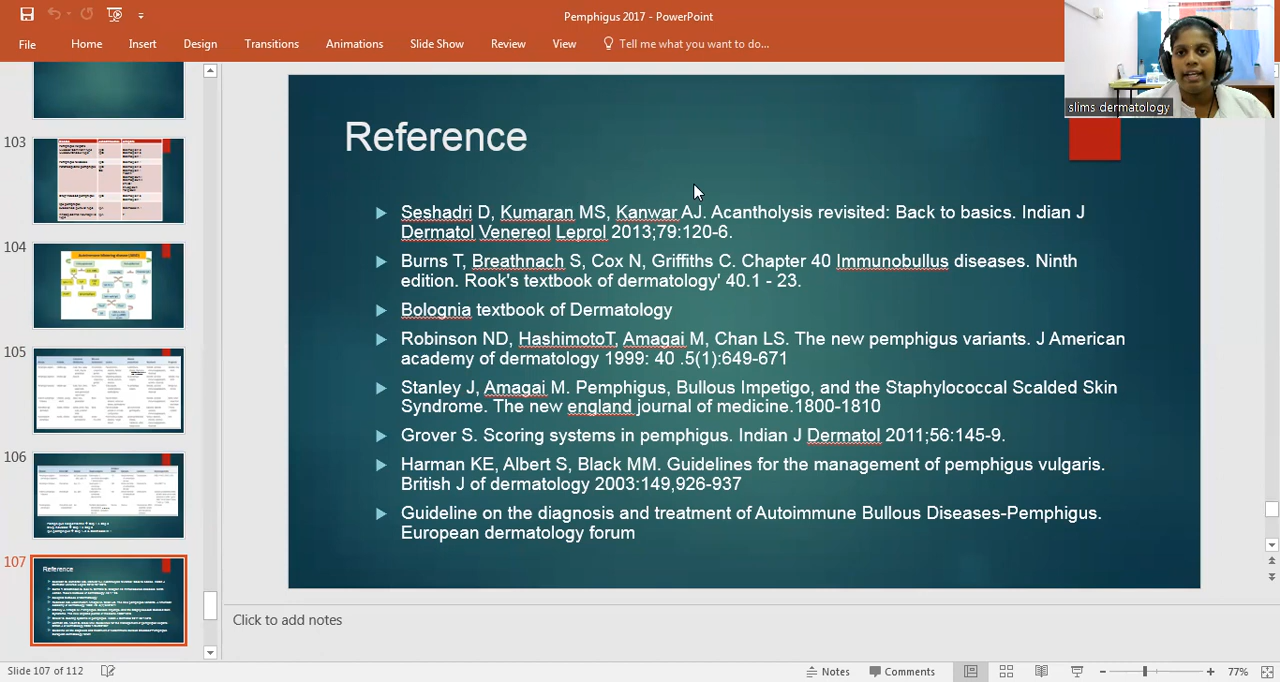 Pemphigus 2017 - PowerPoint
File Home Insert Design Transitions Animations Slide Show Review View Tell me what you want to do...
slims dermatology
103
104
105
106
107
Reference
Seshadri D, Kumaran MS, Kanwar AJ. Acantholysis revisited: Back to basics. Indian J
Dermatol Venereol Leprol 2013;79:120-6.
Burns T, Breathnach S, Cox N, Griffiths C. Chapter 40 Immunobullus diseases. Ninth
edition. Rook's textbook of dermatology' 40.1 - 23.
Bolognia textbook of Dermatology
Robinson ND, HashimotoT, Amagai M, Chan LS. The new pemphigus variants. J American
academy of dermatology 1999: 40 .5(1):649-671
Stanley J, Amagai M. Pemphigus, Bullous Impetigo, and the Staphylococcal Scalded Skin
Syndrome. The new england journal of medicine.1800-1810
Grover S. Scoring systems in pemphigus. Indian J Dermatol 2011;56:145-9.
Harman KE, Albet S, Black MM. Guidelines for the management of pemphigus vulgaris.
British J of dermatology 2003:149,926-937
Guideline on the diagnosis and treatment of Autoimmune Bullous Diseases-Pemphigus.
European dermatology forum
Click to add notes
Slide 107 of 112
Notes Comments 77%